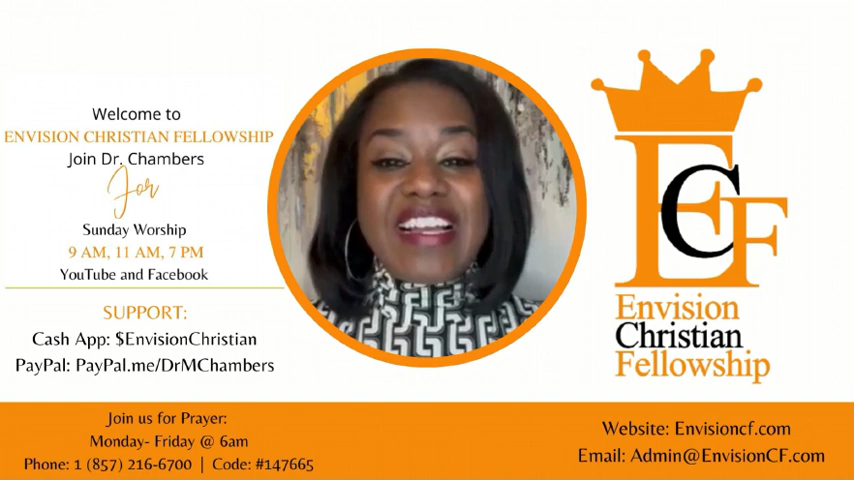 Welcome to
ENVISION CHRISTIAN FELLOWSHIP
Join Dr. Chambers
For
Sunday Worship
9 AM, 11 AM, 7 PM
YouTube and Facebook
SUPPORT:
Cash App: $EnvisionChristian
PayPal: PayPal.me/DrMChambers
ECF
Envision
Christian
Fellowship
Join us for Prayer:
Monday- Friday @ 6am
Phone: 1 (857) 216-6700 | Code: #147665
Website: Envisioncf.com
Email: Admin@EnvisionCF.com